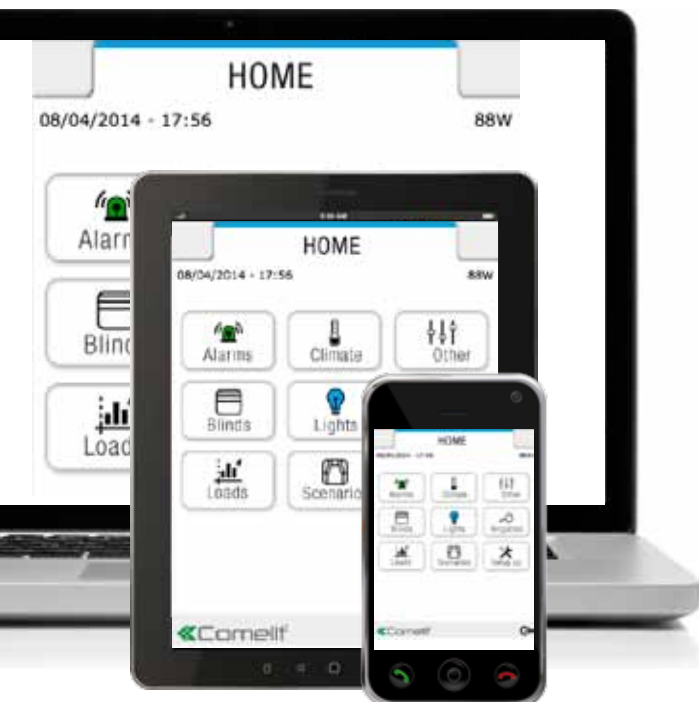 HOME
08/04/2014 - 17:56 88W
Alarm
Blind
Load
HOME
08/04/2014 - 17:56 88W
Alarms Climate Other
Blinds Lights
Loads Scenario
Comelit
HOME
Alarms Climate Other
Blinds Lights
Loads Scenarios
Comelit